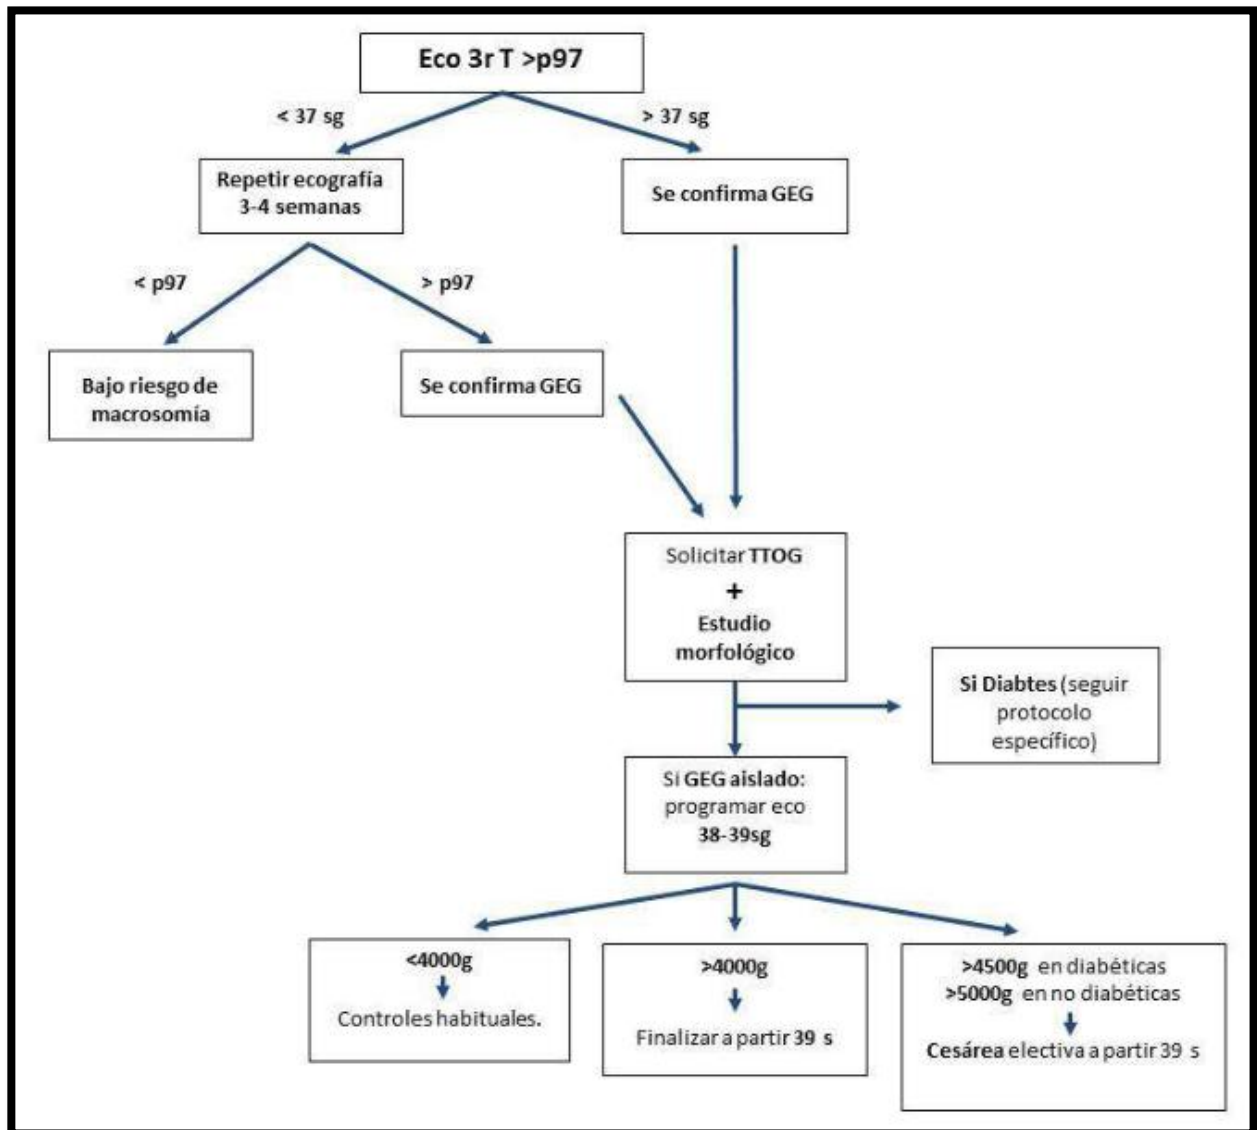 Eco 3r T >p97
< 37 sg
> 37 sg
Repetir ecografía
3-4 semanas
Se confirma GEG
< p97
> p97
Bajo riesgo de
macrosomía
Se confirma GEG
Solicitar TTOG
+
Estudio
morfológico
Si Diabtes (seguir
protocolo
específico)
Si GEG aislado:
programar eco
38-39sg
<4000g
Controles habituales.
>4000g
Finalizar a partir 39 s
>4500g en diabéticas
>5000g en no diabéticas
Cesárea electiva a partir 39 s